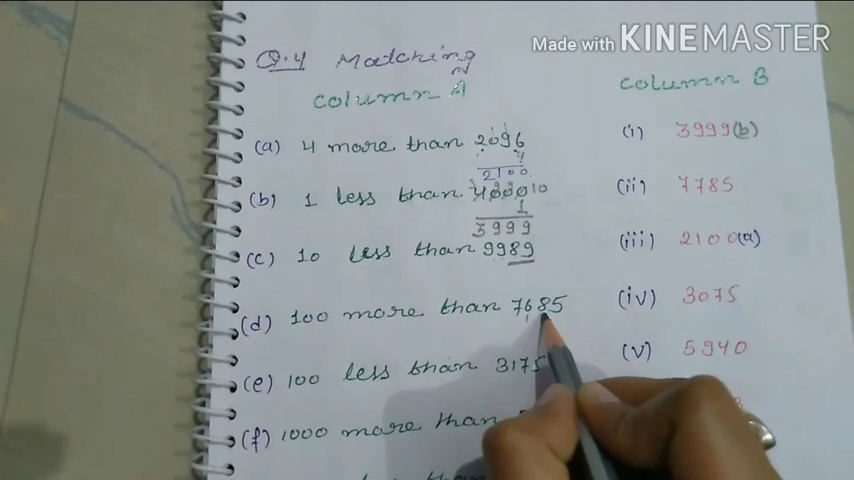 Made with KINEMASTER
Q.4 Matching
Column A
Column B
(a) 4 more than 2096
4
2100
(i) 3999(b)
(b) 1 less than 4000
1
3999
(ii) 7785
(c) 10 less than 9989
(iii) 2100(a)
(d) 100 more than 7685
(iv) 3075
(e) 100 less than 3175
(v) 5940
(f) 1000 more than